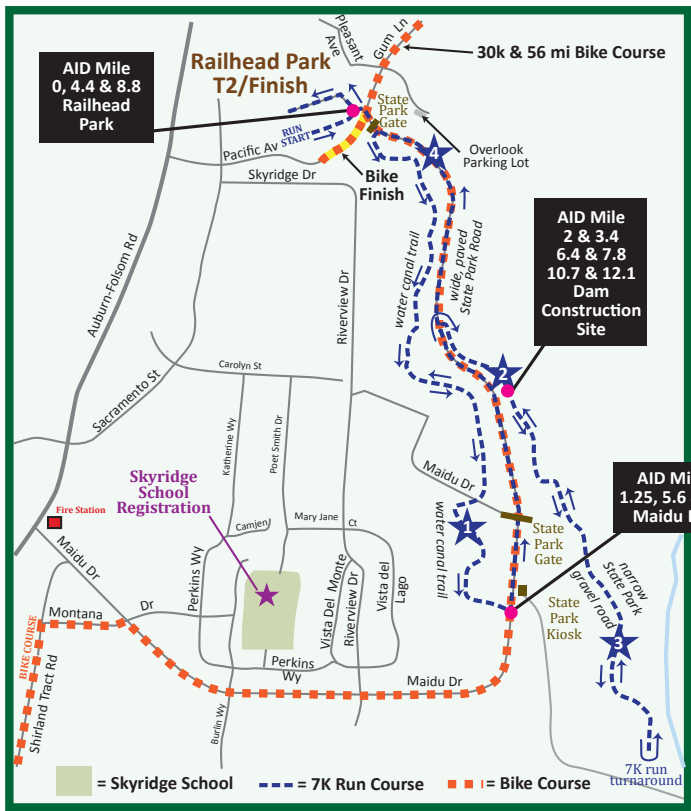 Pleasant
Ave
Gum Ln
30k & 56 mi Bike Course
AID Mile
0, 4.4 & 8.8
Railhead
Park
Railhead Park
T2/Finish
State
Park
Gate
RUN
START
Pacific Av
Overlook
Parking Lot
4
Bike
Finish
Skyridge Dr
AID Mile
2 & 3.4
6.4 & 7.8
10.7 & 12.1
Dam
Construction
Site
Auburn-Folsom Rd
Riverview Dr
water canal trail
wide, paved
State Park Road
Sacramento St
Carolyn St
2
Katherine Wy
Poet Smith Dr
Maidu Dr
AID Mi
1.25, 5.6
Maidu
Skyridge
School
Registration
Fire Station
Camjen
Mary Jane
Ct
1
water canal trail
State
Park
Gate
Maidu Dr
Perkins Wy
Vista Del Monte
Riverview Dr
Vista del
Lago
State
Park
Kiosk
narrow
State Park
gravel road
3
Montana
Dr
BIKE COURSE
Shirland Tract Rd
Perkins
Wy
Burlin Wy
Maidu Dr
7K run
turnaround
= Skyridge School
= 7K Run Course
= Bike Course